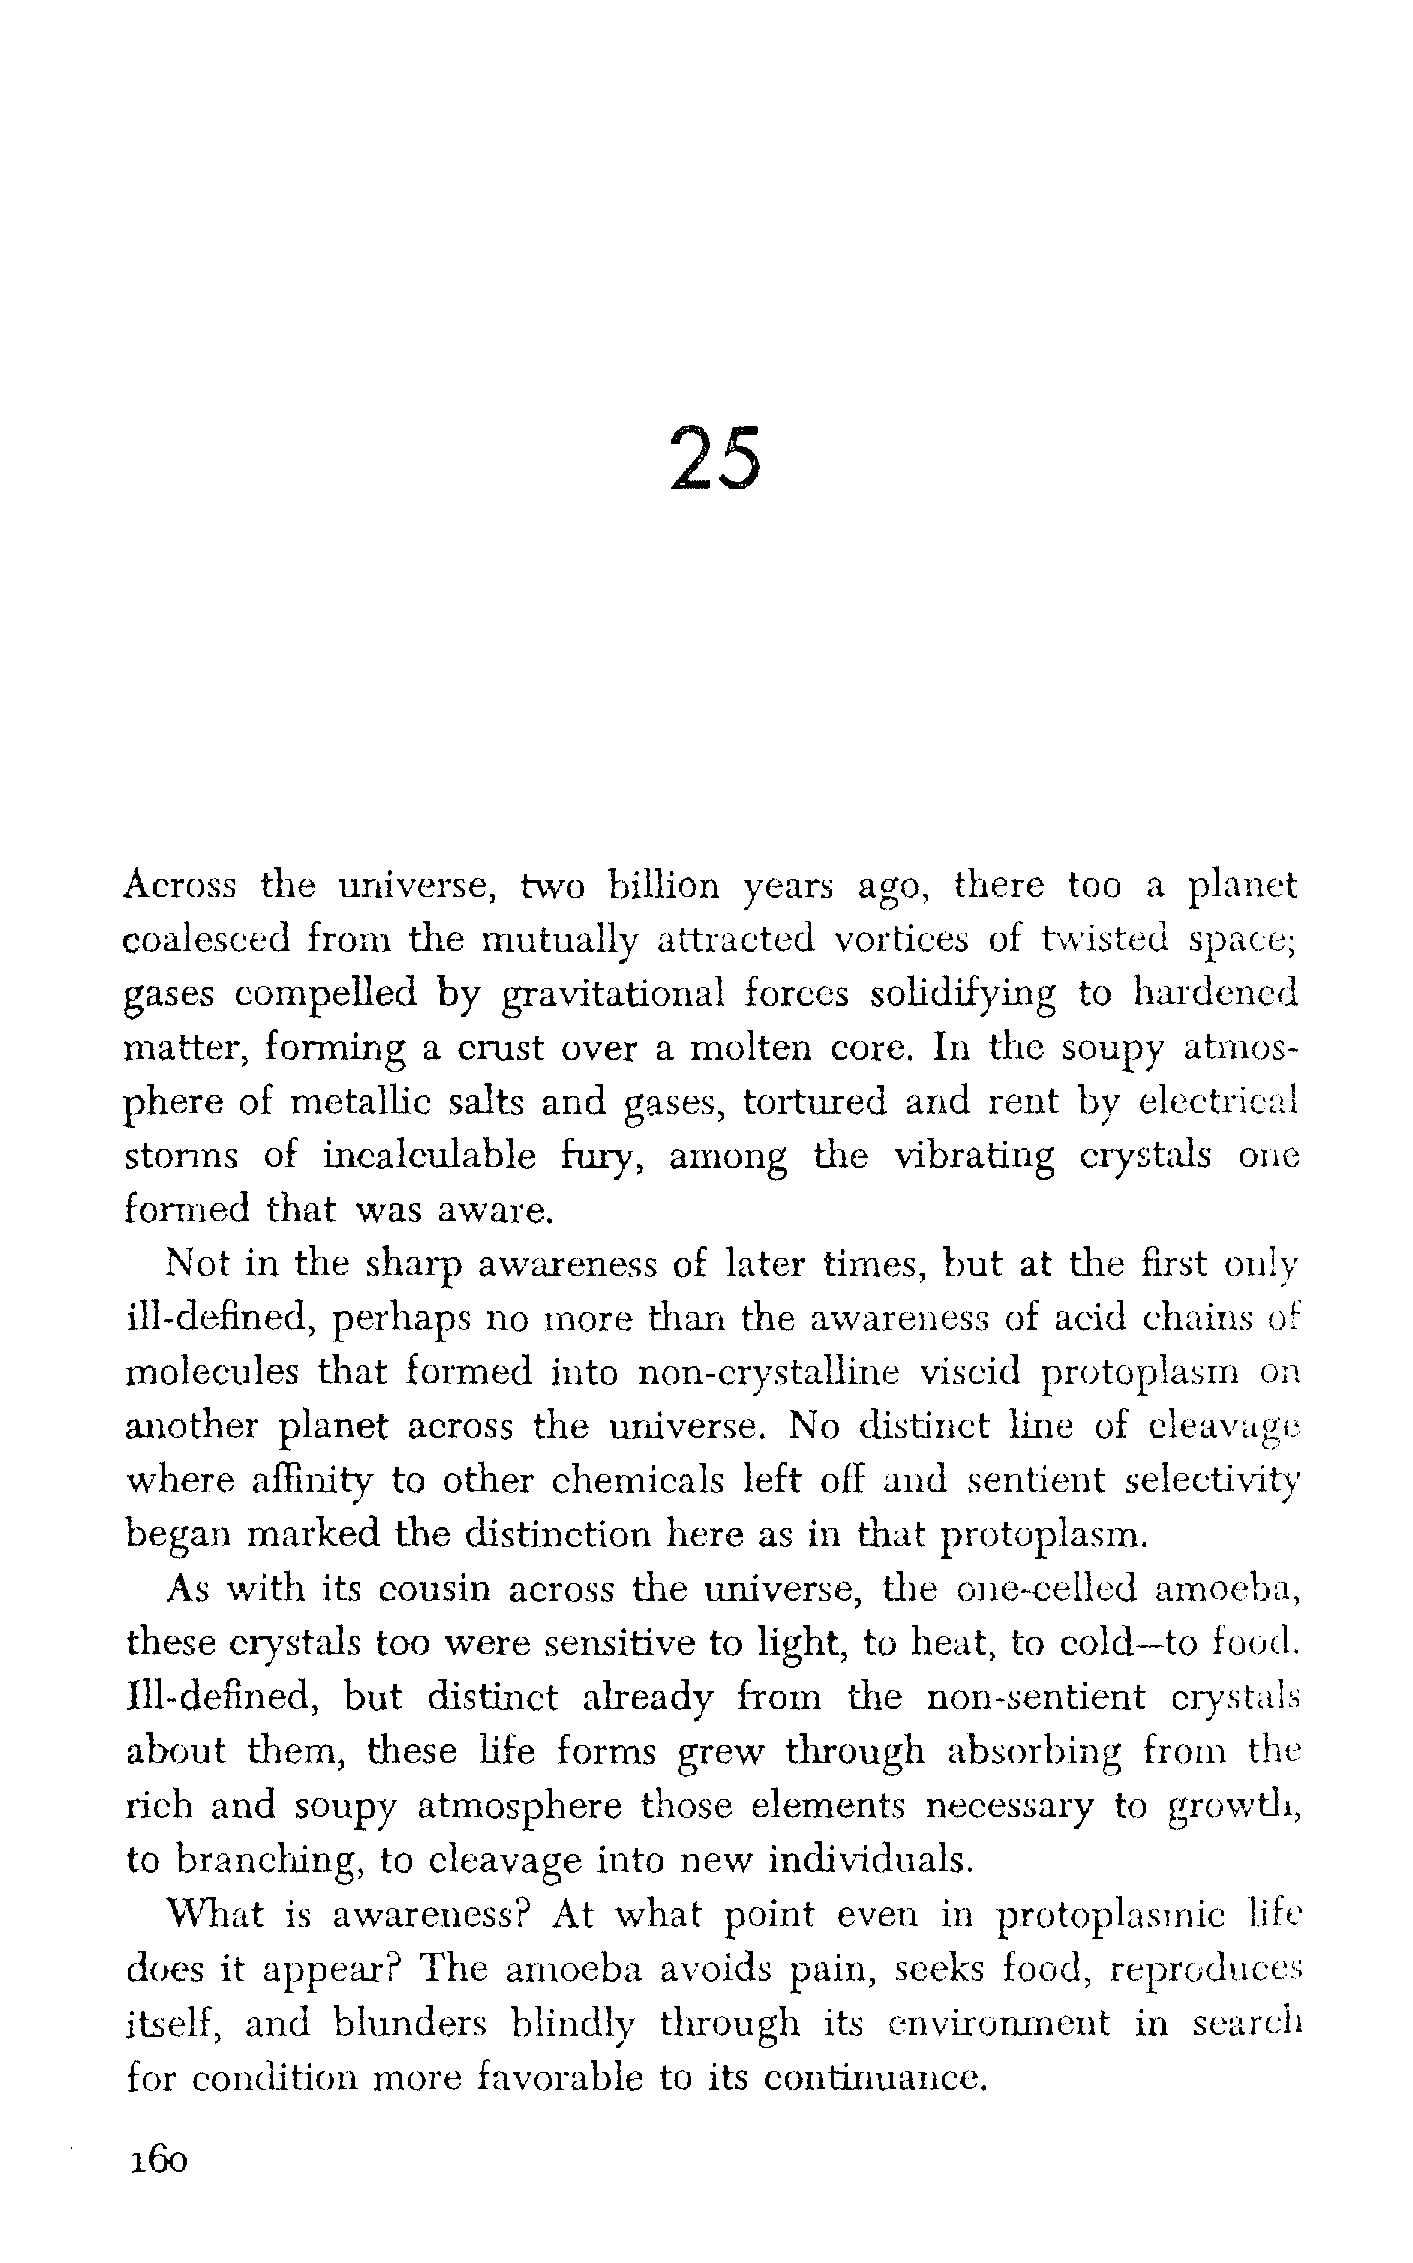 25
Across the universe, two billion years ago, there too a planet
coalesced from the mutually attracted vortices of twisted space;
gases compelled by gravitational forces solidifying to hardened
matter, forming a crust over a molten core. In the soupy atmos-
phere of metallic salts and gases, tortured and rent by electrical
storms of incalculable fury, among the vibrating crystals one
formed that was aware.
Not in the sharp awareness of later times, but at the first only
ill-defined, perhaps no more than the awareness of acid chains of
molecules that formed into non-crystalline viscid protoplasm on
another planet across the universe. No distinct line of cleavage
where affinity to other chemicals left off and sentient selectivity
began marked the distinction here as in that protoplasm.
As with its cousin across the universe, the one-celled amoeba,
these crystals too were sensitive to light, to heat, to cold—to food.
Ill-defined, but distinct already from the non-sentient crystals
about them, these life forms grew through absorbing from the
rich and soupy atmosphere those elements necessary to growth,
to branching, to cleavage into new individuals.
What is awareness? At what point even in protoplasmic life
does it appear? The amoeba avoids pain, seeks food, reproduces
itself, and blunders blindly through its environment in search
for condition more favorable to its continuance.
160